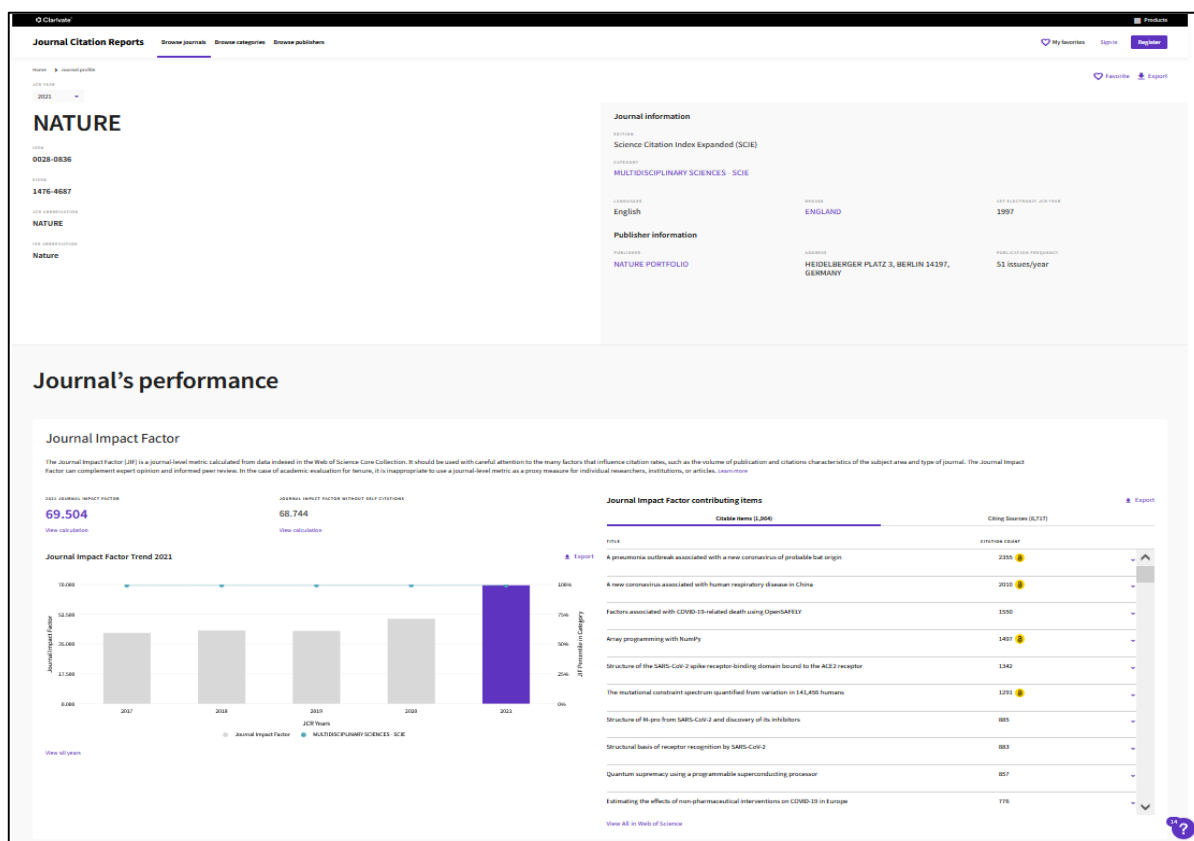 Clarivate
Products
Journal Citation Reports
Browse journals Browse categories Browse publishers
My favorites Sign in Register
Home Journal profile
Favorite Export
JCR YEAR
2021
NATURE
ISSN
0028-0836
EISSN
1476-4687
JCR ABBREVIATION
NATURE
ISO ABBREVIATION
Nature
Journal information
EDITION
Science Citation Index Expanded (SCIE)
CATEGORY
MULTIDISCIPLINARY SCIENCES - SCIE
LANGUAGES REGION 1ST ELECTRONIC JCR YEAR
English ENGLAND 1997
Publisher information
PUBLISHER ADDRESS PUBLICATION FREQUENCY
NATURE PORTFOLIO HEIDELBERGER PLATZ 3, BERLIN 14197, 51 issues/year
GERMANY
Journal's performance
Journal Impact Factor
The Journal Impact Factor (JIF) is a journal-level metric calculated from data indexed in the Web of Science Core Collection. It should be used with careful attention to the many factors that influence citation rates, such as the volume of publication and citations characteristics of the subject area and type of journal. The Journal Impact
Factor can complement expert opinion and informed peer review. In the case of academic evaluation for tenure, it is inappropriate to use a journal-level metric as a proxy measure for individual researchers, institutions, or articles. Learn more
2021 JOURNAL IMPACT FACTOR
69.504
View calculation
JOURNAL IMPACT FACTOR WITHOUT SELF CITATIONS
68.744
View calculation
Journal Impact Factor Trend 2021
Export
70.000 100%
52.500 75%
35.000 50%
17.500 25%
0.000 0%
Journal Impact Factor
JIF Percentile in Category
2017 2018 2019 2020 2021
JCR Years
Journal Impact Factor MULTIDISCIPLINARY SCIENCES - SCIE
View all years
Journal Impact Factor contributing items
Export
Citable items (1,904) Citing Sources (8,717)
TITLE CITATION COUNT
A pneumonia outbreak associated with a new coronavirus of probable bat origin 2355
A new coronavirus associated with human respiratory disease in China 2010
Factors associated with COVID-19-related death using OpenSAFELY 1550
Array programming with NumPy 1497
Structure of the SARS-CoV-2 spike receptor-binding domain bound to the ACE2 receptor 1342
The mutational constraint spectrum quantified from variation in 141,456 humans 1291
Structure of M-pro from SARS-CoV-2 and discovery of its inhibitors 885
Structural basis of receptor recognition by SARS-CoV-2 883
Quantum supremacy using a programmable superconducting processor 857
Estimating the effects of non-pharmaceutical interventions on COVID-19 in Europe 776
View All in Web of Science
14
?